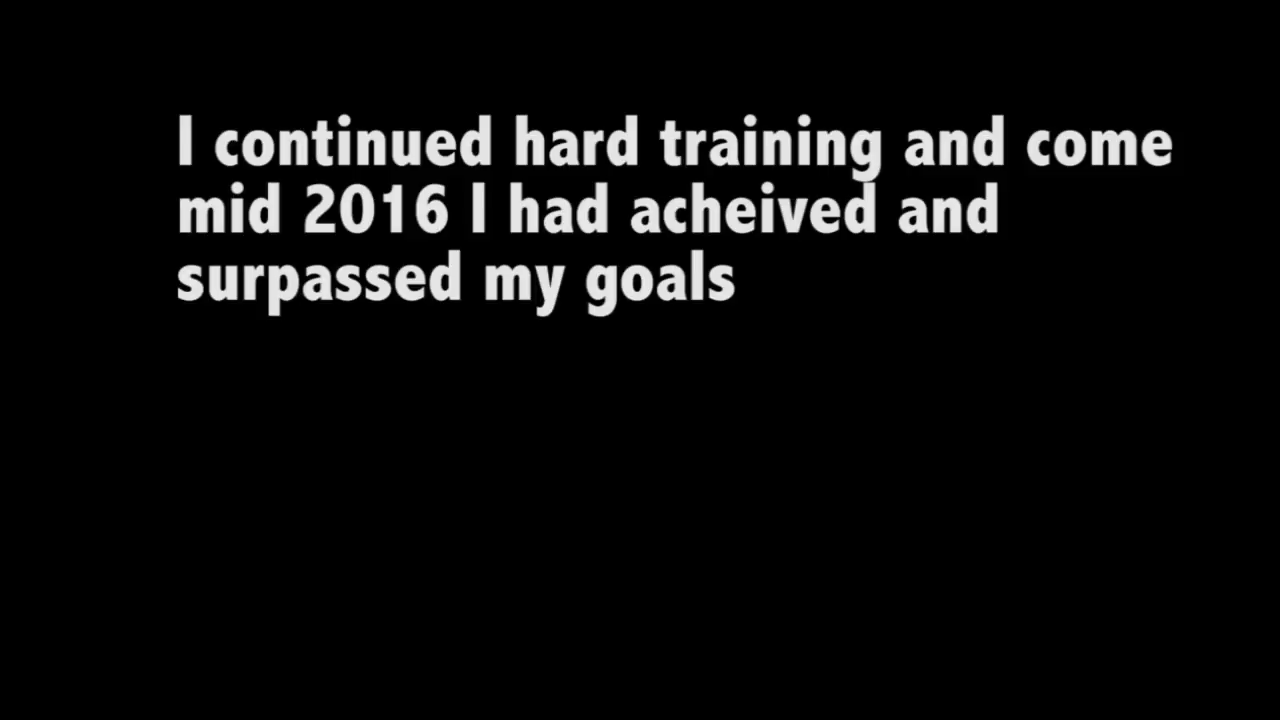 I continued hard training and come
mid 2016 I had acheived and
surpassed my goals